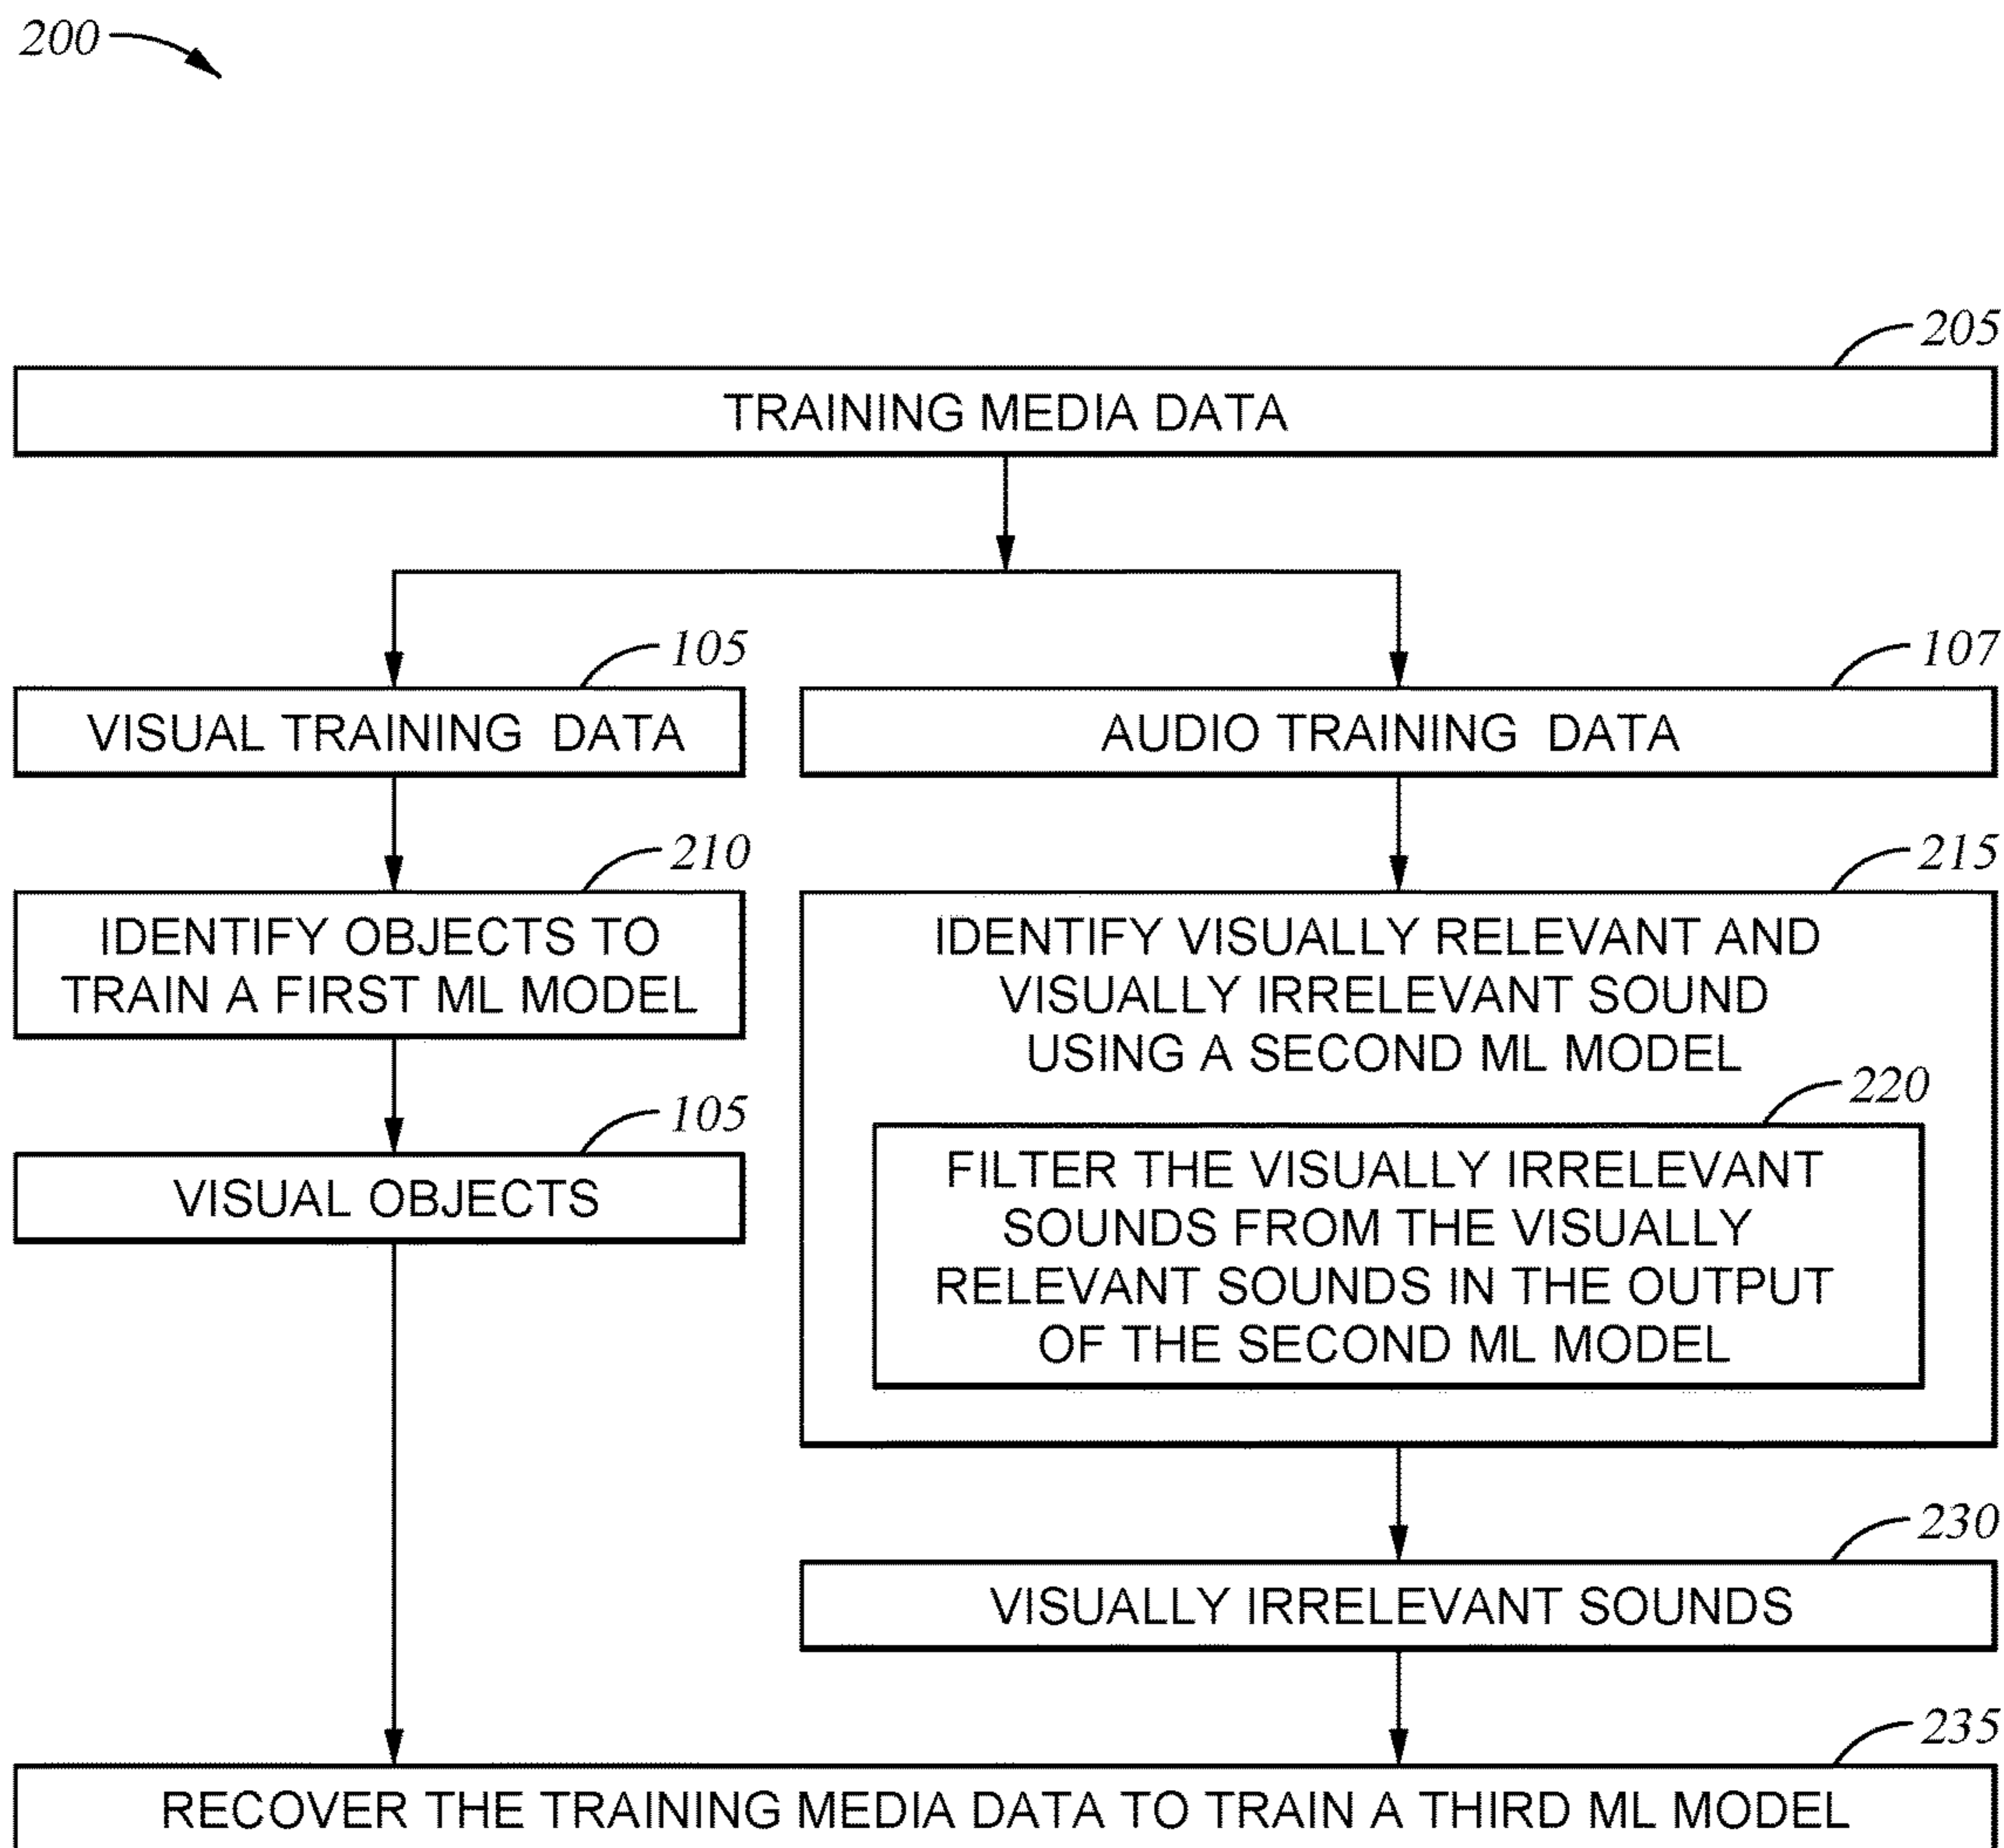 200
205
TRAINING MEDIA DATA
105
107
VISUAL TRAINING DATA
AUDIO TRAINING DATA
210
215
IDENTIFY OBJECTS TO
TRAIN A FIRST ML MODEL
IDENTIFY VISUALLY RELEVANT AND
VISUALLY IRRELEVANT SOUND
USING A SECOND ML MODEL
105
220
VISUAL OBJECTS
FILTER THE VISUALLY IRRELEVANT
SOUNDS FROM THE VISUALLY
RELEVANT SOUNDS IN THE OUTPUT
OF THE SECOND ML MODEL
230
VISUALLY IRRELEVANT SOUNDS
235
RECOVER THE TRAINING MEDIA DATA TO TRAIN A THIRD ML MODEL